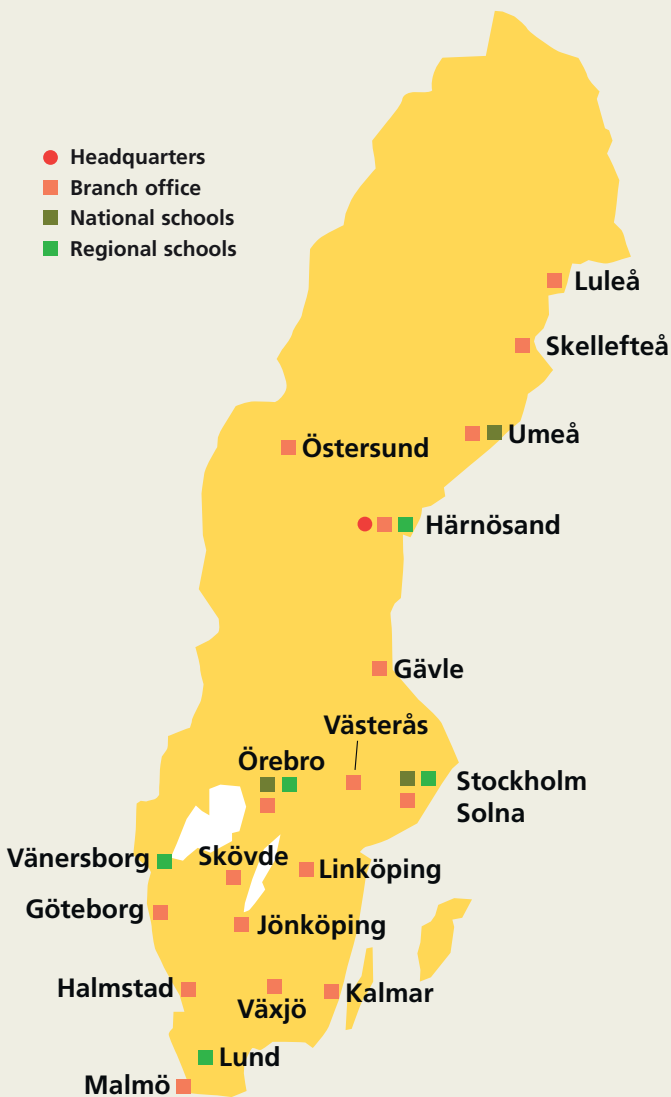 Headquarters
Branch office
National schools
Regional schools
Luleå
Skellefteå
Umeå
Östersund
Härnösand
Gävle
Västerås
Örebro
Stockholm
Solna
Vänersborg
Skövde
Linköping
Göteborg
Jönköping
Halmstad
Växjö
Kalmar
Lund
Malmö